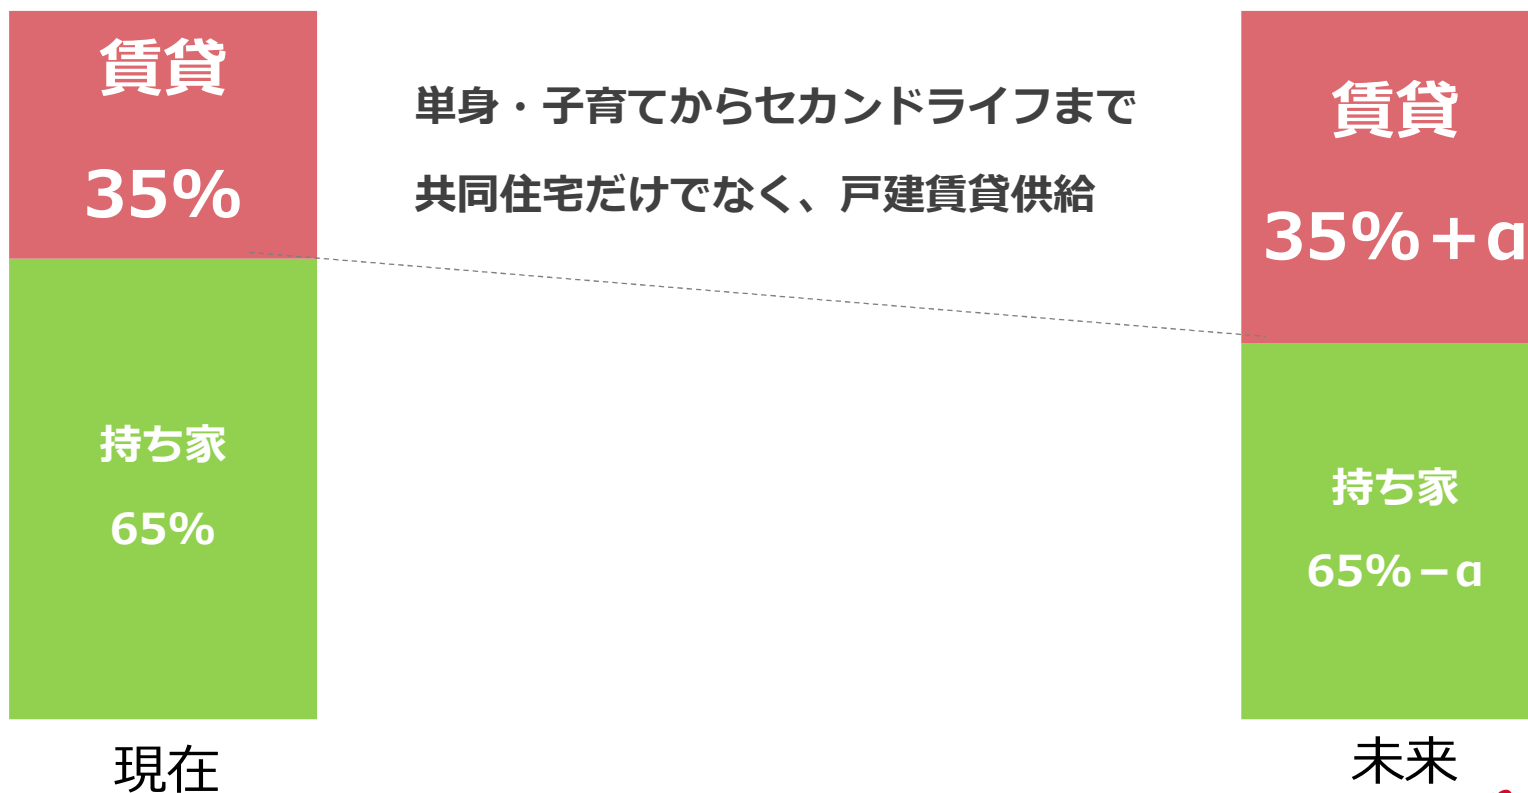 賃貸
35%
持ち家
65%
現在
単身・子育てからセカンドライフまで
共同住宅だけでなく、戸建賃貸供給
賃貸
35%+α
持ち家
65%-α
未来